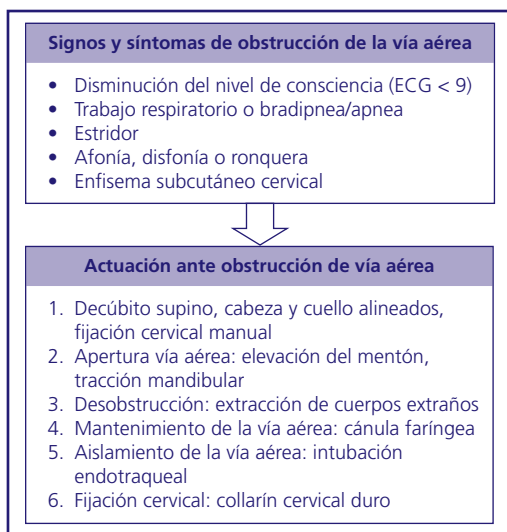 Signos y síntomas de obstrucción de la vía aérea
• Disminución del nivel de consciencia (ECG < 9)
• Trabajo respiratorio o bradipnea/apnea
• Estridor
• Afonía, disfonía o ronquera
• Enfisema subcutáneo cervical
Actuación ante obstrucción de vía aérea
1. Decúbito supino, cabeza y cuello alineados,
fijación cervical manual
2. Apertura vía aérea: elevación del mentón,
tracción mandibular
3. Desobstrucción: extracción de cuerpos extraños
4. Mantenimiento de la vía aérea: cánula faríngea
5. Aislamiento de la vía aérea: intubación
endotraqueal
6. Fijación cervical: collarín cervical duro